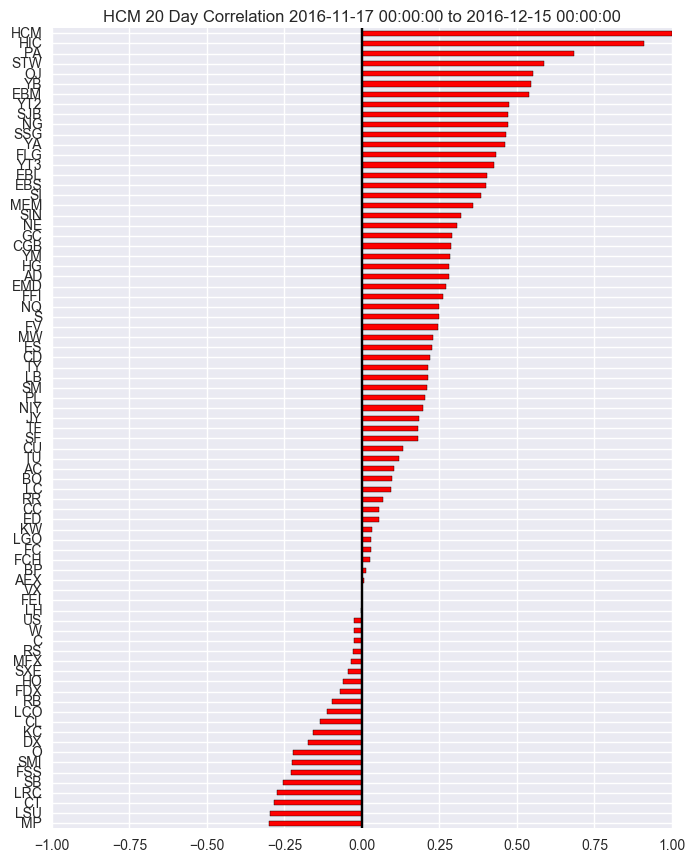 HCM 20 Day Correlation 2016-11-17 00:00:00 to 2016-12-15 00:00:00
HCM
HIC
PA
STW
OJ
YB
EBM
YT2
SJB
NG
SSG
YA
FLG
YT3
EBL
EBS
SI
MEM
SIN
NE
GC
CGB
YM
HG
AD
EMD
FFI
NQ
S
FV
MW
ES
CD
TY
LB
SM
PL
NIY
JY
TF
SF
CU
TU
AC
BO
LC
RR
CC
ED
KW
LGO
FC
FCH
BP
AEX
VX
FEI
LH
US
W
C
RS
MFX
SXE
HO
FDX
RB
LCO
CL
KC
DX
O
SMI
FSS
SB
LRC
CT
LSU
MP
−1.00 −0.75 −0.50 −0.25 0.00 0.25 0.50 0.75 1.00